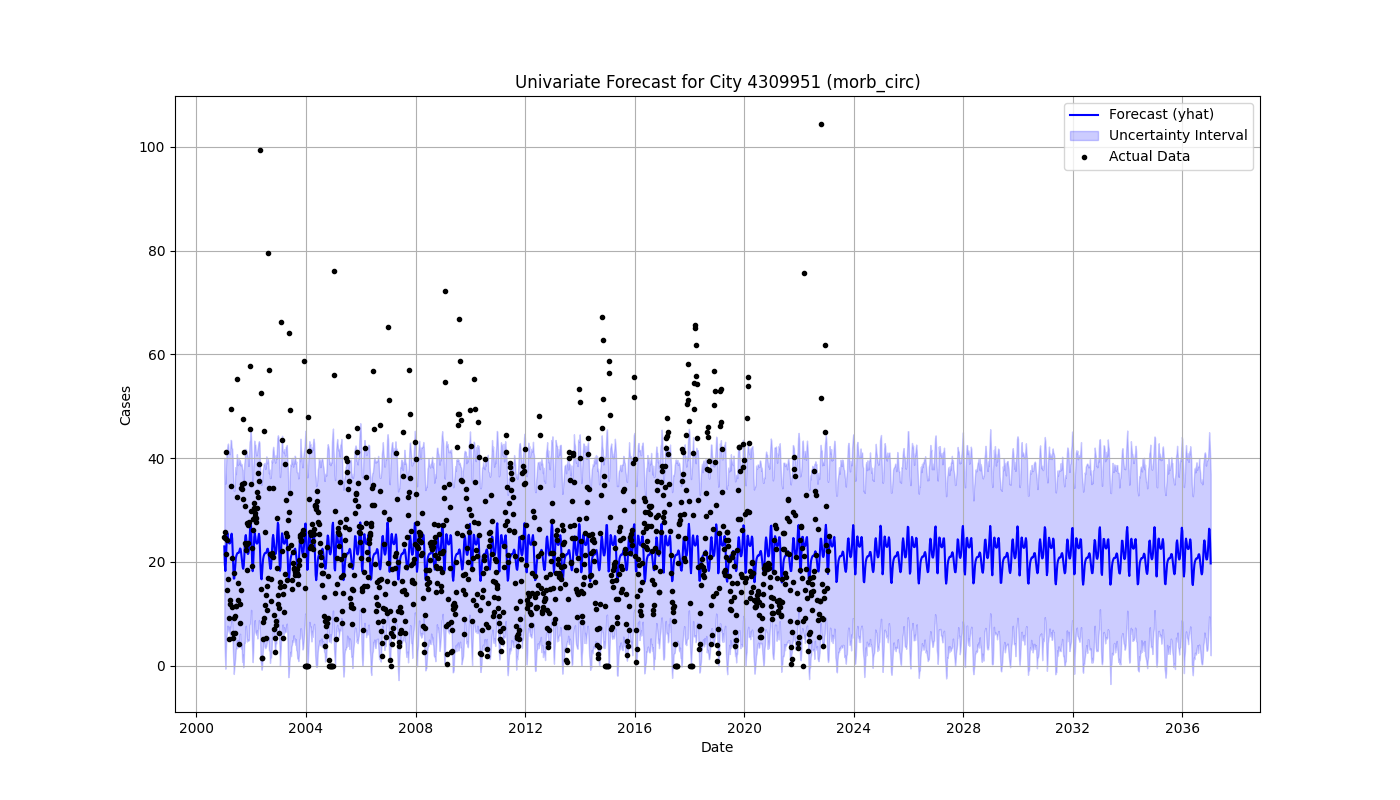 Univariate Forecast for City 4309951 (morb_circ)
Forecast (yhat)
Uncertainty Interval
Actual Data
Cases
100
80
60
40
20
0
2000 2004 2008 2012 2016 2020 2024 2028 2032 2036
Date